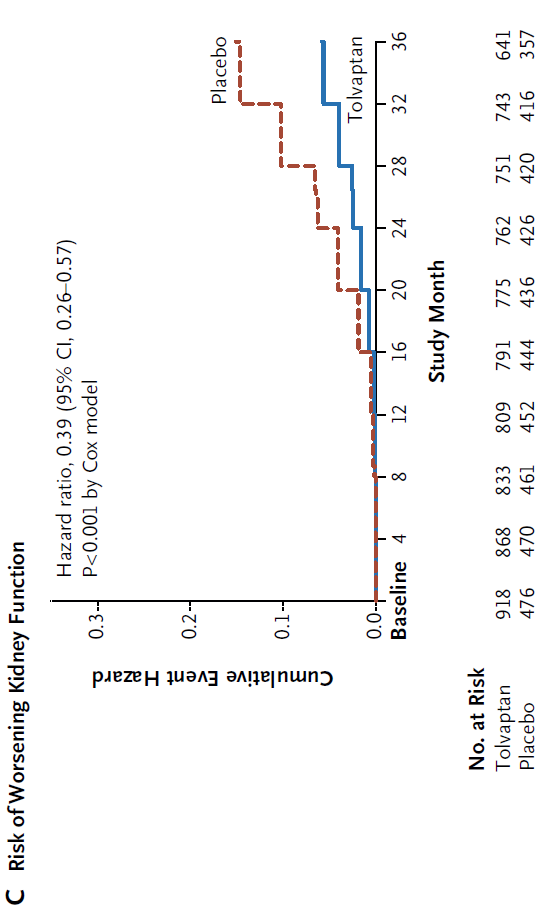 C Risk of Worsening Kidney Function
Hazard ratio, 0.39 (95% CI, 0.26–0.57)
P<0.001 by Cox model
Cumulative Event Hazard
0.3
0.2
0.1
0.0
Placebo
Tolvaptan
Baseline 4 8 12 16 20 24 28 32 36
Study Month
No. at Risk
Tolvaptan 918 868 833 809 791 775 762 751 743 641
Placebo 476 470 461 452 444 436 426 420 416 357